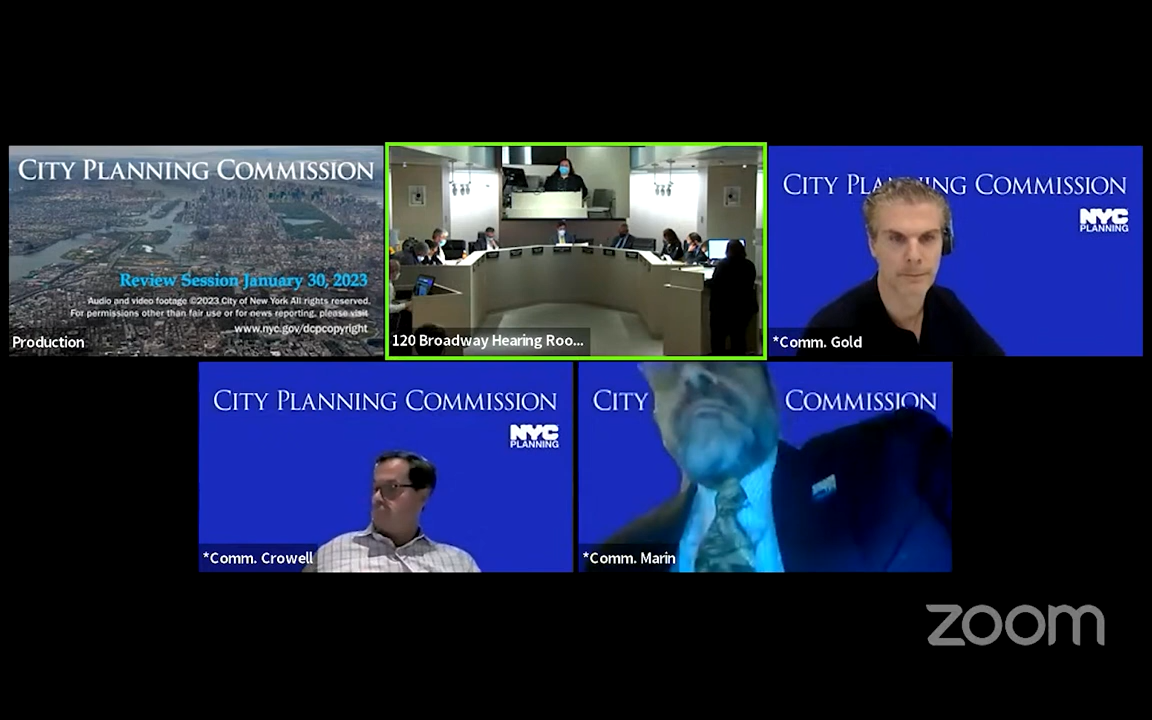 CITY PLANNING COMMISSION
Review Session January 30, 2023
Audio and video footage ©2023 City of New York All rights reserved.
For permissions other than fair use or for news reporting, please visit
www.nyc.gov/dcpcopyright
Production
120 Broadway Hearing Roo...
CITY PLANNING COMMISSION
NYC
PLANNING
*Comm. Gold
CITY PLANNING COMMISSION
NYC
PLANNING
*Comm. Crowell
CITY COMMISSION
*Comm. Marin
zoom